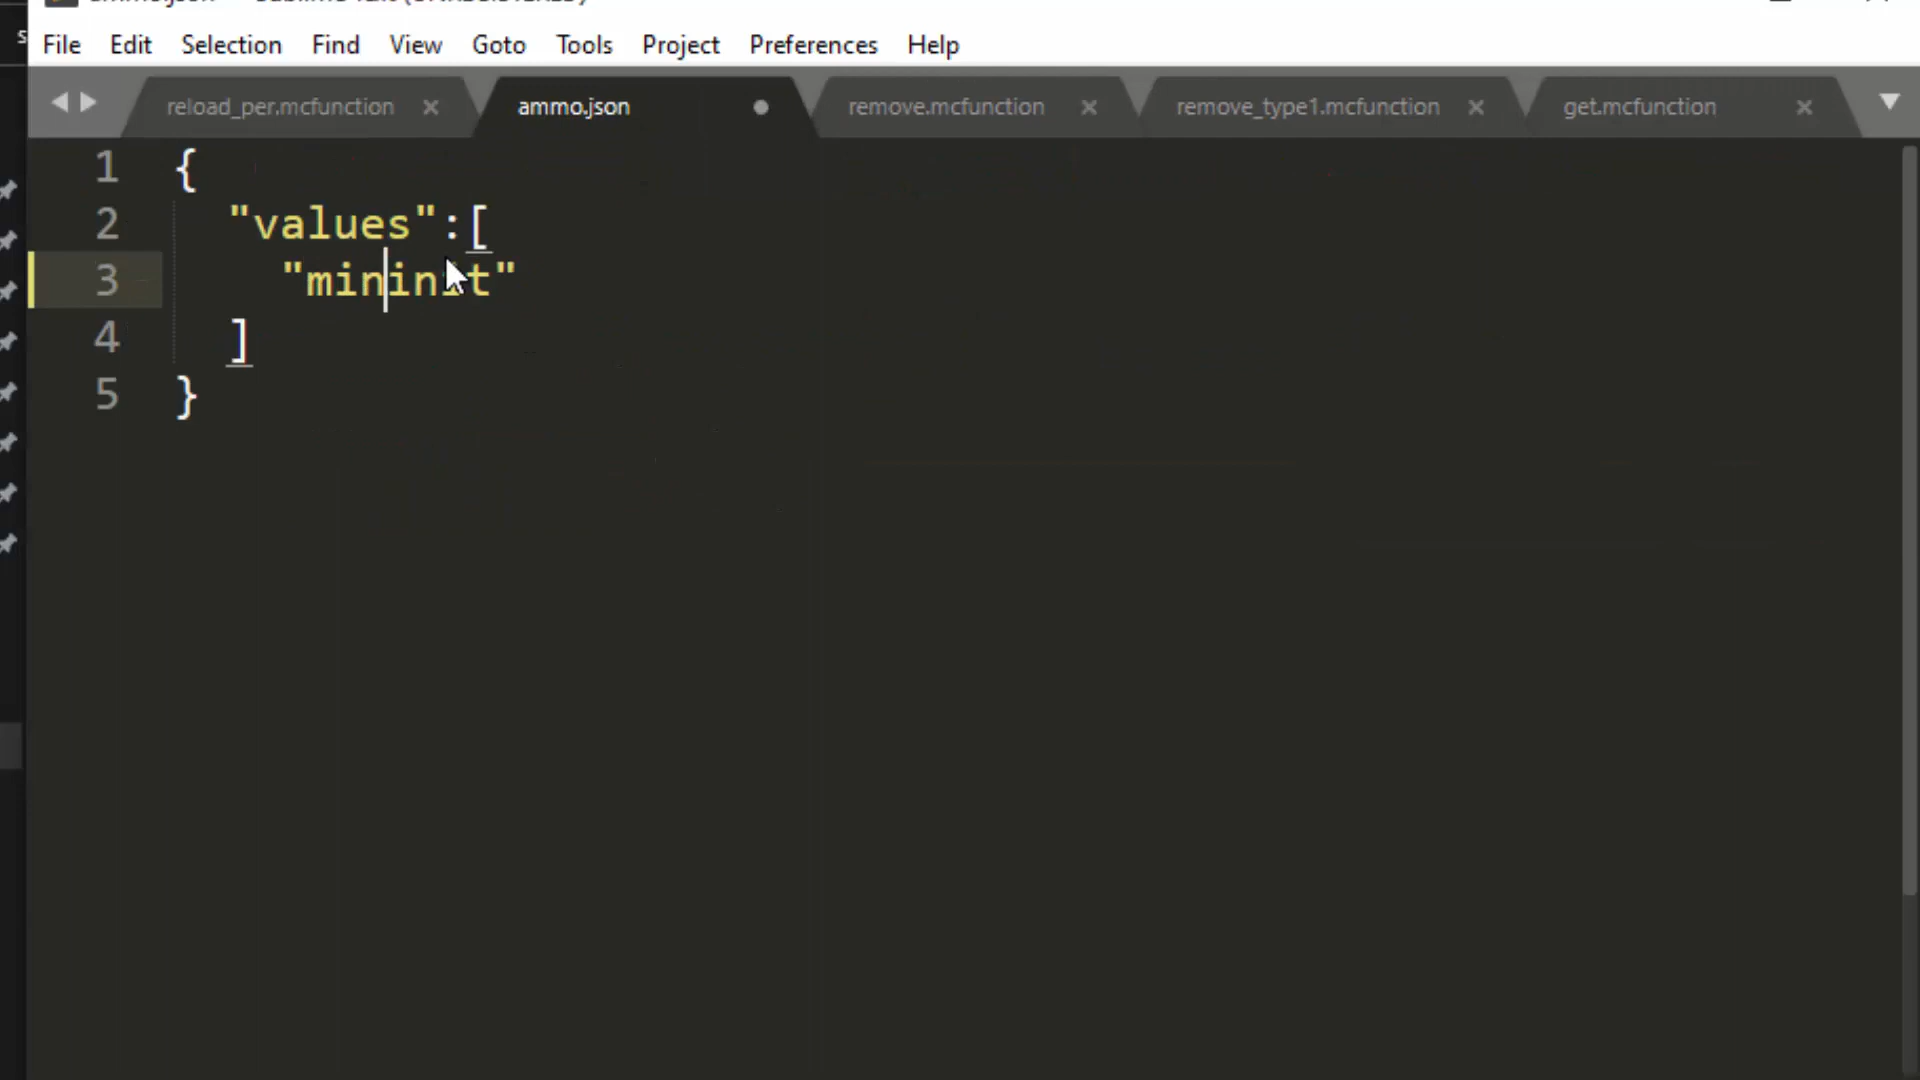 File Edit Selection Find View Goto Tools Project Preferences Help
reload_per.mcfunction ammo.json remove.mcfunction remove_type1.mcfunction get.mcfunction
1 {
2 "values":[
3 "mininit"
4 ]
5 }